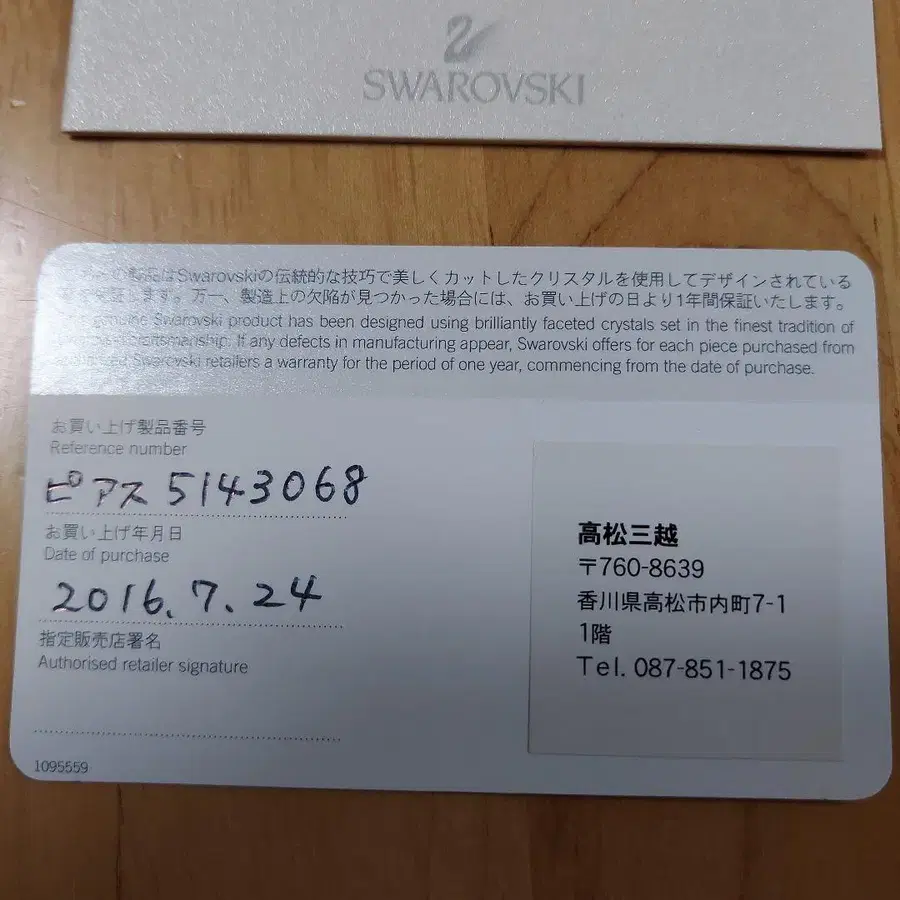 SWAROVSKI
製品はSwarovskiの伝統的な技巧で美しくカットしたクリスタルを使用してデザインされている
証します。万一、製造上の欠陥が見つかった場合には、お買い上げの日より1年間保証いたします。
genuine Swarovski product has been designed using brilliantly faceted crystals set in the finest tradition of
craftsmanship. If any defects in manufacturing appear, Swarovski offers for each piece purchased from
Swarovski retailers a warranty for the period of one year, commencing from the date of purchase.
お買い上げ製品番号
Reference number
ピアス 5143068
お買い上げ年月日
Date of purchase
2016.7.24
指定販売店署名
Authorised retailer signature
1095559
高松三越
〒760-8639
香川県高松市内町7-1
1階
Tel. 087-851-1875